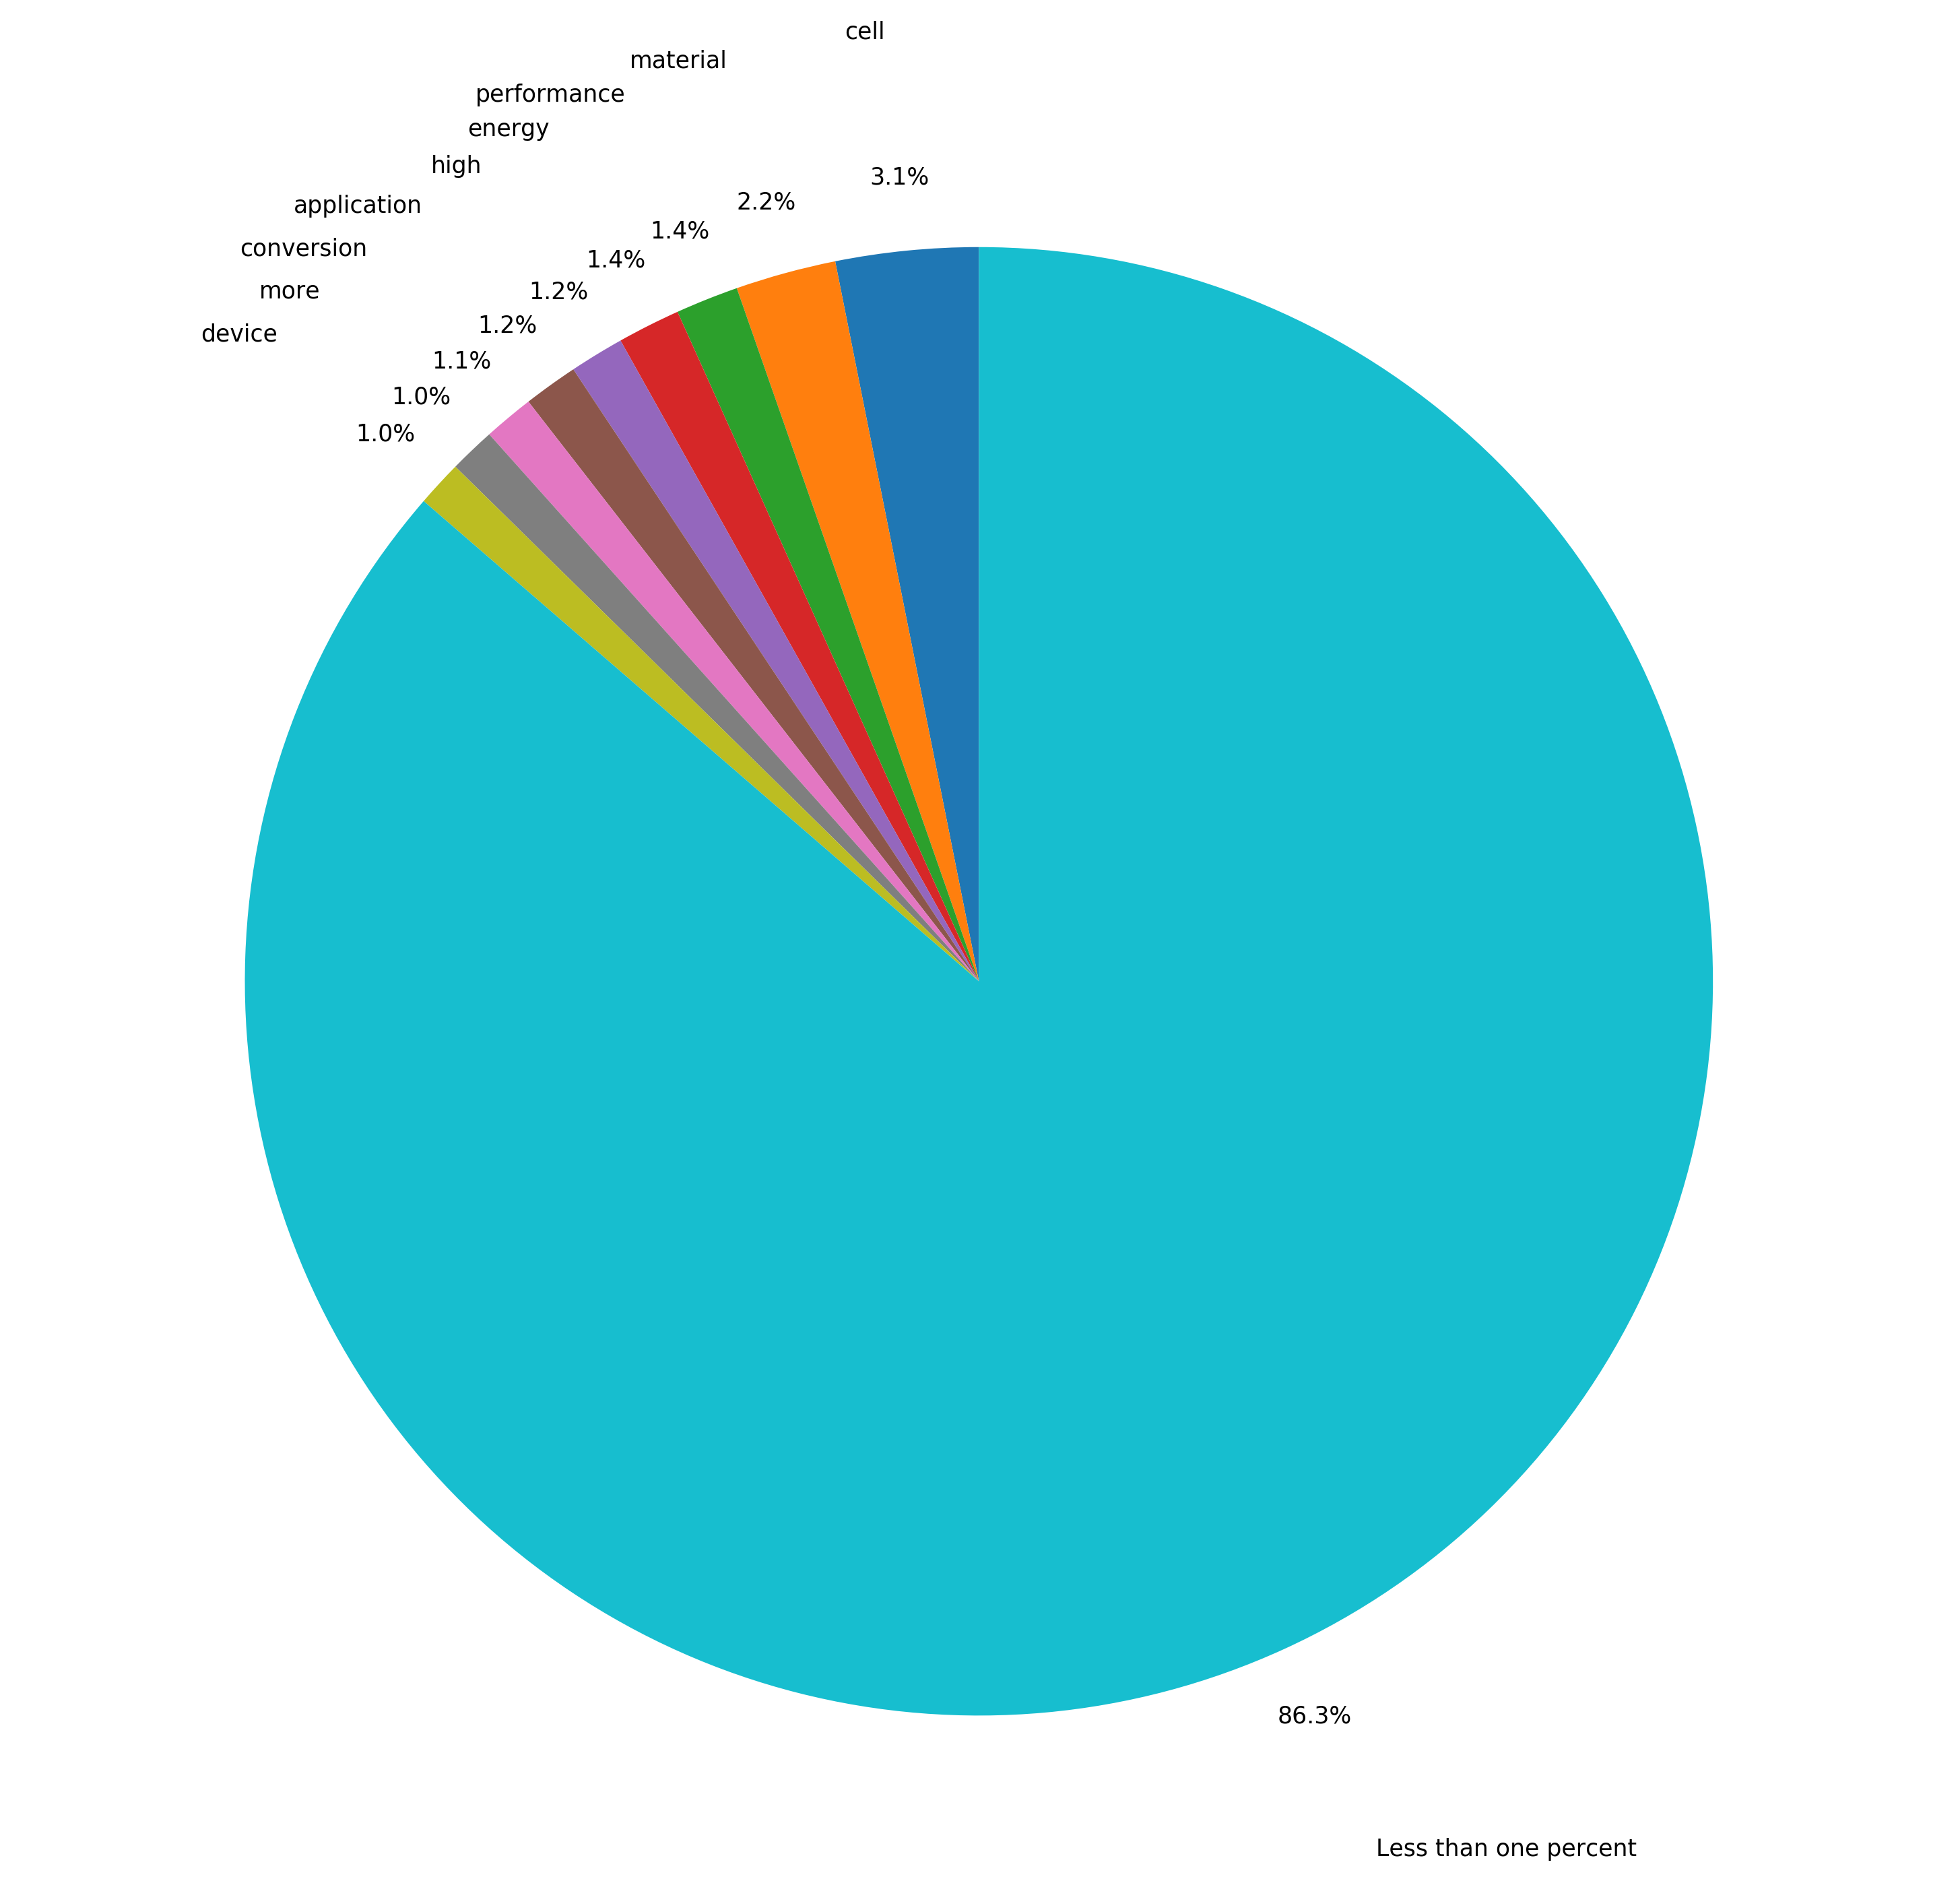 cell
material
performance
energy
high
application
conversion
more
device
3.1%
2.2%
1.4%
1.4%
1.2%
1.2%
1.1%
1.0%
1.0%
86.3%
Less than one percent